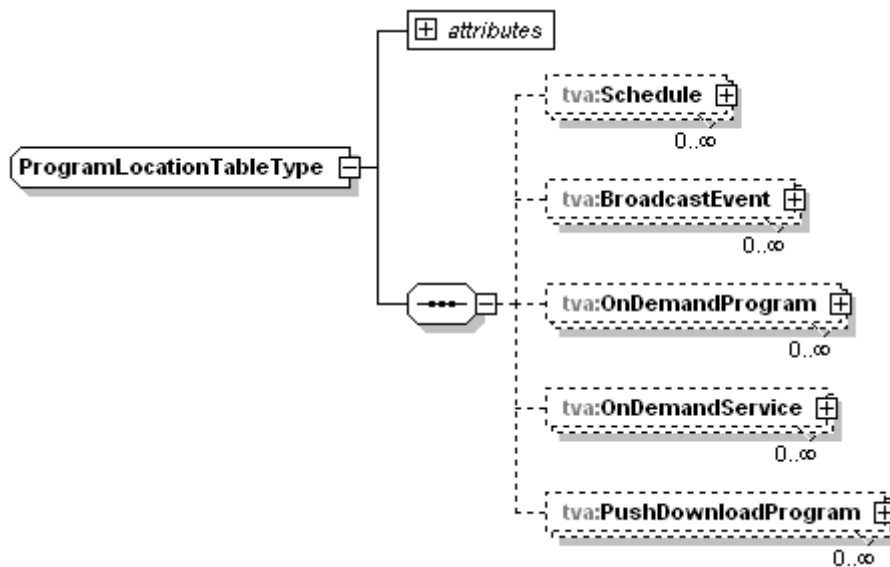 attributes
tva:Schedule
0..∞
ProgramLocationTableType
tva:BroadcastEvent
0..∞
tva:OnDemandProgram
0..∞
tva:OnDemandService
0..∞
tva:PushDownloadProgram
0..∞